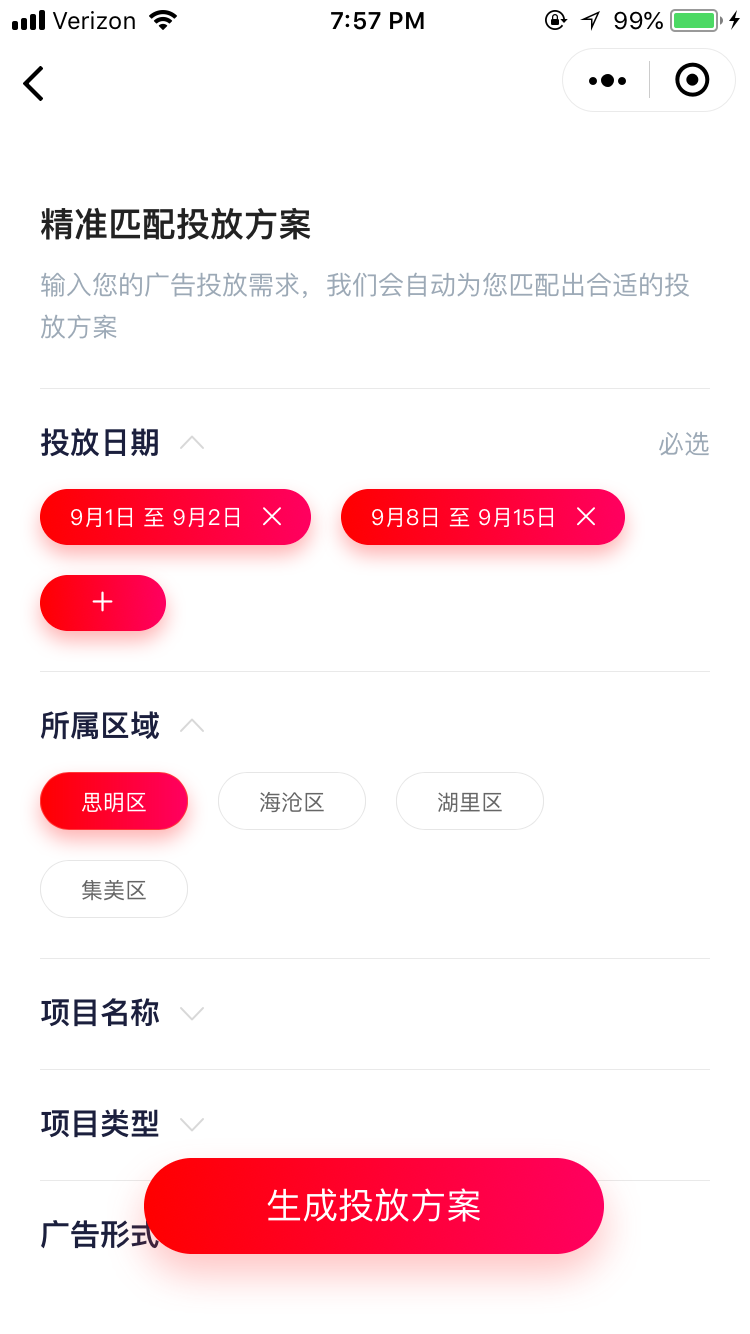 Verizon 7:57 PM 99%
精准匹配投放方案
输入您的广告投放需求，我们会自动为您匹配出合适的投
放方案
投放日期 必选
9月1日 至 9月2日 9月8日 至 9月15日
所属区域
思明区 海沧区 湖里区
集美区
项目名称
项目类型
生成投放方案
广告形式